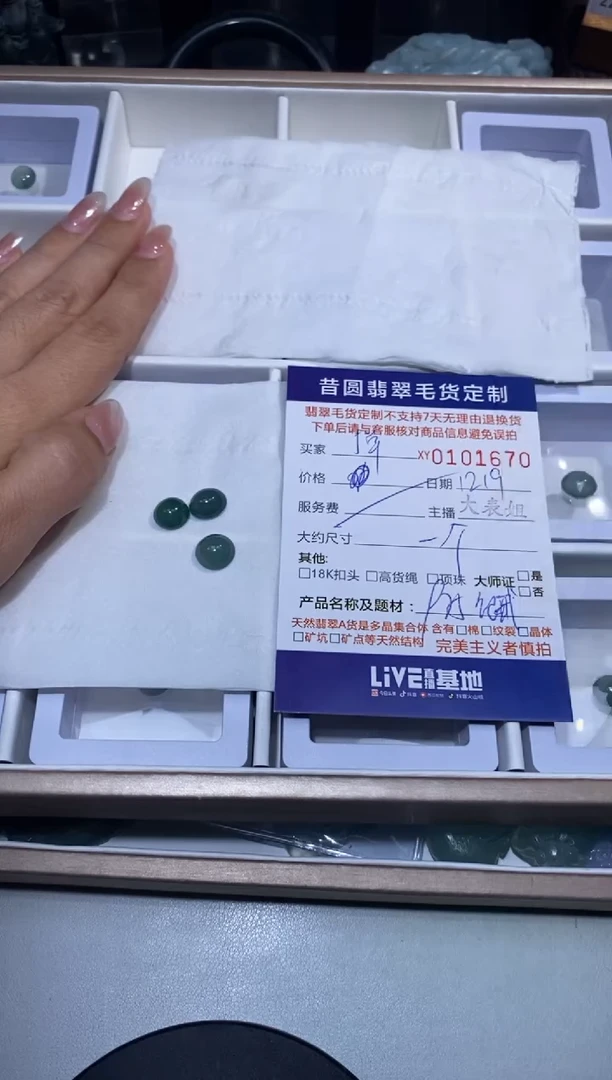 昔圆翡翠毛货定制
翡翠毛货定制不支持7天无理由退换货
下单后请与客服核对商品信息避免误拍
买家 XY0101670
价格 日期 1219
服务费 主播 大表姐
大约尺寸
其他:
□18K扣头 □高货绳 □顶珠 大师证 □是 □否
产品名称及题材:
天然翡翠A货是多晶集合体 含有□棉□纹裂□晶体
□矿坑□矿点等天然结构 完美主义者慎拍
LiVE直播基地